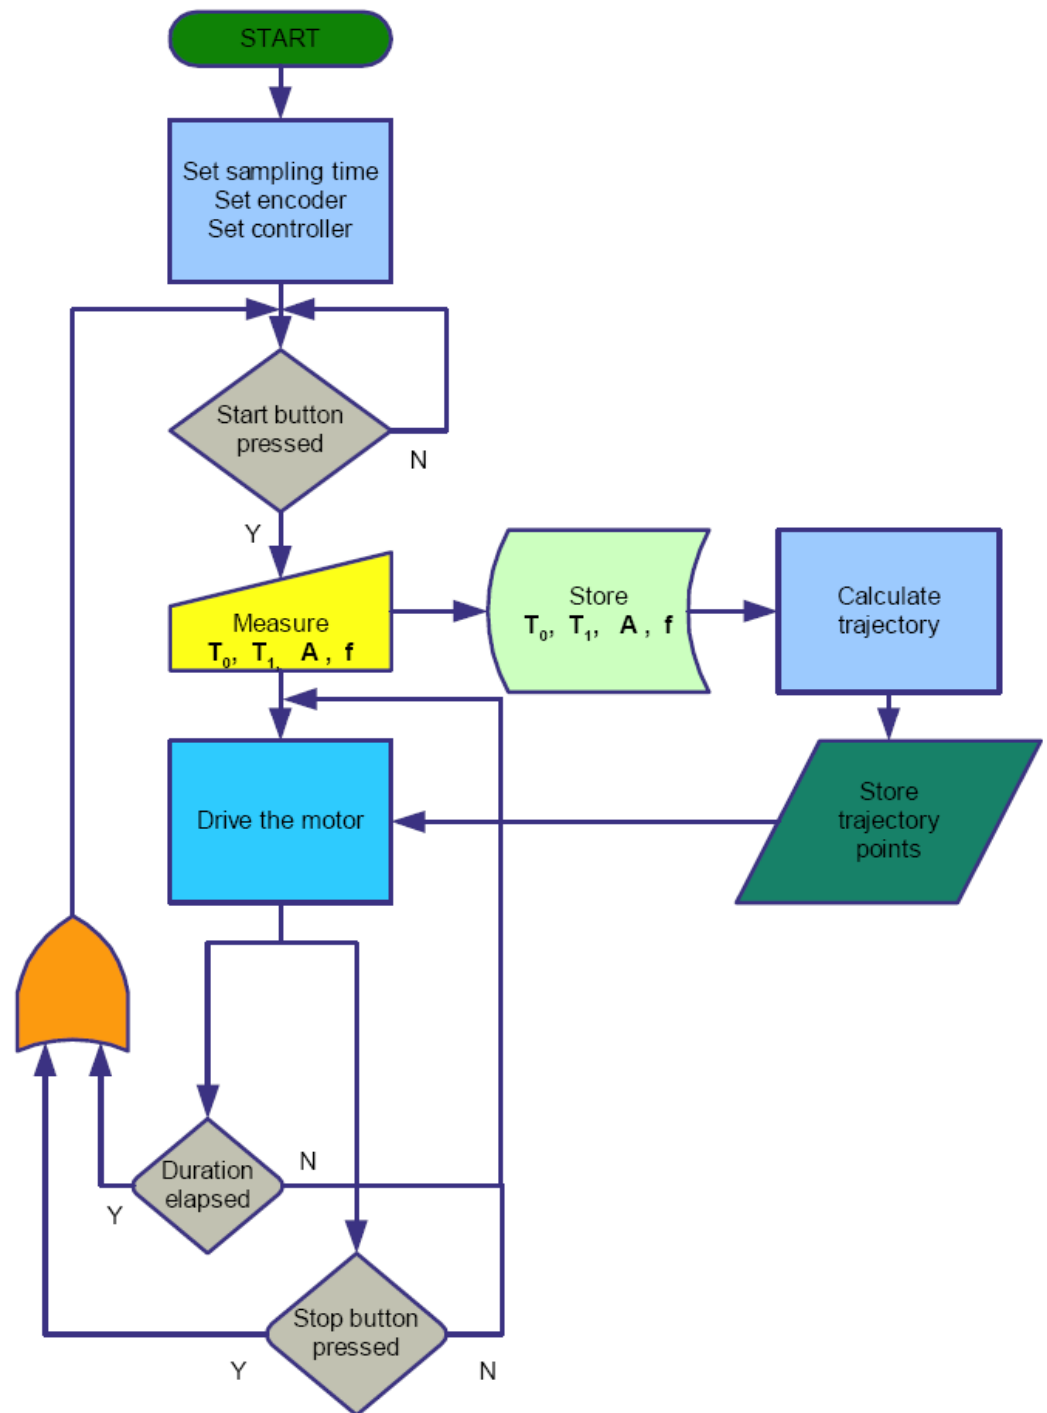 START
Set sampling time
Set encoder
Set controller
Start button
pressed
N
Y
Measure
T₀, T₁, A , f
Store
T₀, T₁, A , f
Calculate
trajectory
Drive the motor
Store
trajectory
points
Duration
elapsed
N
Y
Stop button
pressed
Y
N